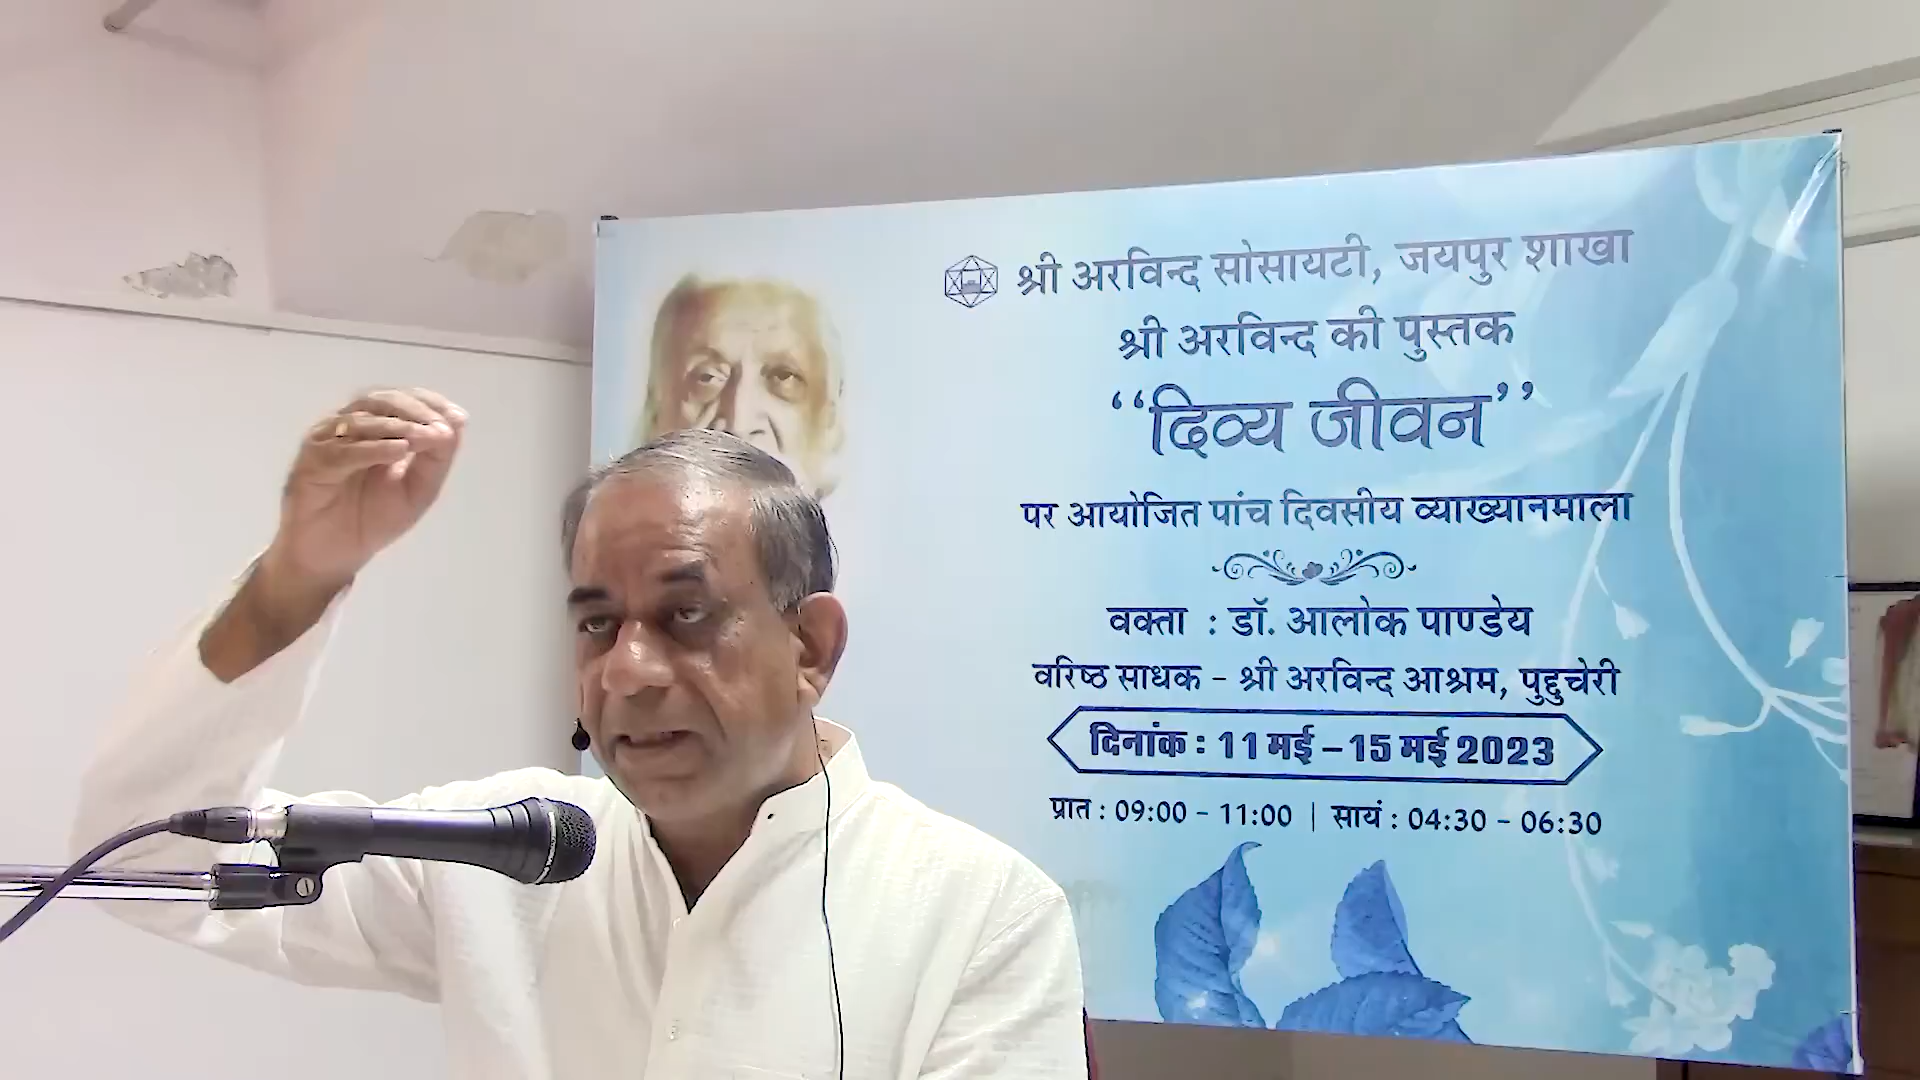 श्री अरविन्द सोसायटी, जयपुर शाखा
श्री अरविन्द की पुस्तक
‘‘दिव्य जीवन’’
पर आयोजित पांच दिवसीय व्याख्यानमाला
वक्ता : डॉ. आलोक पाण्डेय
वरिष्ठ साधक - श्री अरविन्द आश्रम, पुद्दुचेरी
दिनांक : 11 मई – 15 मई 2023
प्रात : 09:00 - 11:00 | सायं : 04:30 - 06:30